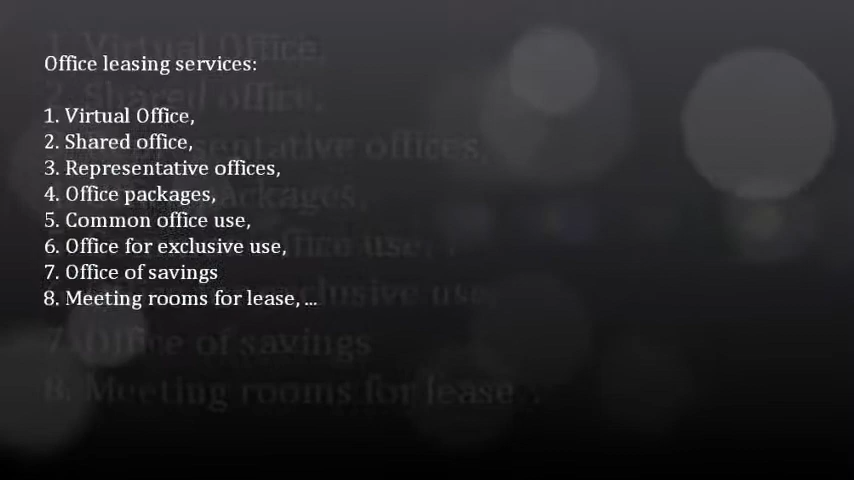 Office leasing services:
1. Virtual Office,
2. Shared office,
3. Representative offices,
4. Office packages,
5. Common office use,
6. Office for exclusive use,
7. Office of savings
8. Meeting rooms for lease, ...